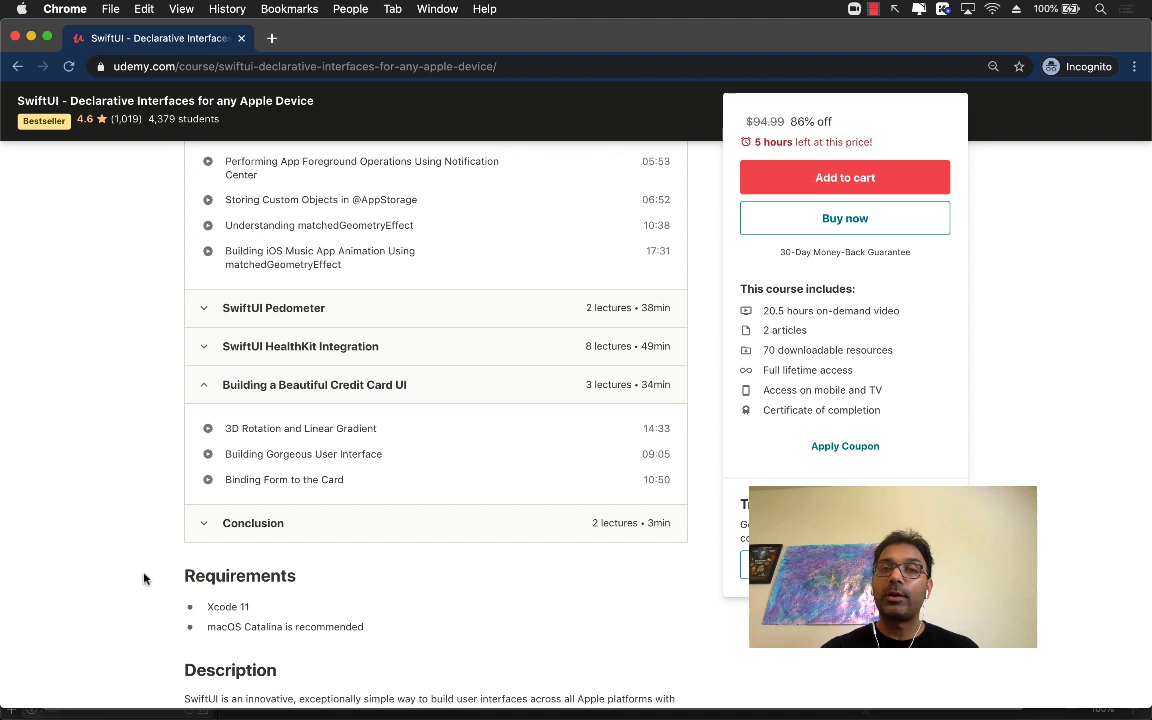 Chrome File Edit View History Bookmarks People Tab Window Help 100%
SwiftUI - Declarative Interfaces
udemy.com/course/swiftui-declarative-interfaces-for-any-apple-device/ Incognito
SwiftUI - Declarative Interfaces for any Apple Device
Bestseller 4.6 (1,019) 4,379 students
Performing App Foreground Operations Using Notification 05:53
Center
Storing Custom Objects in @AppStorage 06:52
Understanding matchedGeometryEffect 10:38
Building iOS Music App Animation Using 17:31
matchedGeometryEffect
SwiftUI Pedometer 2 lectures • 38min
SwiftUI HealthKit Integration 8 lectures • 49min
Building a Beautiful Credit Card UI 3 lectures • 34min
3D Rotation and Linear Gradient 14:33
Building Gorgeous User Interface 09:05
Binding Form to the Card 10:50
Conclusion 2 lectures • 3min
Requirements
Xcode 11
macOS Catalina is recommended
Description
SwiftUI is an innovative, exceptionally simple way to build user interfaces across all Apple platforms with
$94.99 86% off
5 hours left at this price!
Add to cart
Buy now
30-Day Money-Back Guarantee
This course includes:
20.5 hours on-demand video
2 articles
70 downloadable resources
Full lifetime access
Access on mobile and TV
Certificate of completion
Apply Coupon